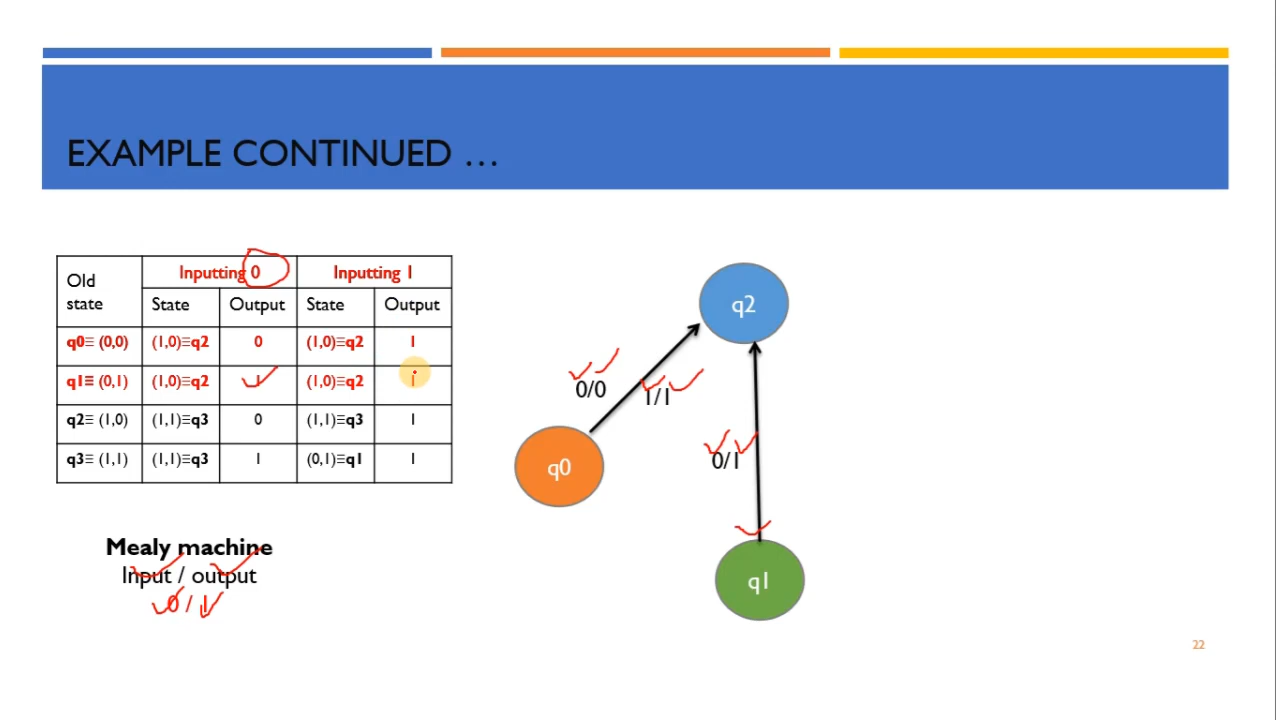 EXAMPLE CONTINUED ...
Old state Inputting 0 Inputting 1
State Output State Output
q0≡ (0,0) (1,0)≡q2 0 (1,0)≡q2 1
q1≡ (0,1) (1,0)≡q2 1 (1,0)≡q2 1
q2≡ (1,0) (1,1)≡q3 0 (1,1)≡q3 1
q3≡ (1,1) (1,1)≡q3 1 (0,1)≡q1 1
Mealy machine
Input / output
0 / 1
q2
0/0
1/1
0/1
q0
q1
22